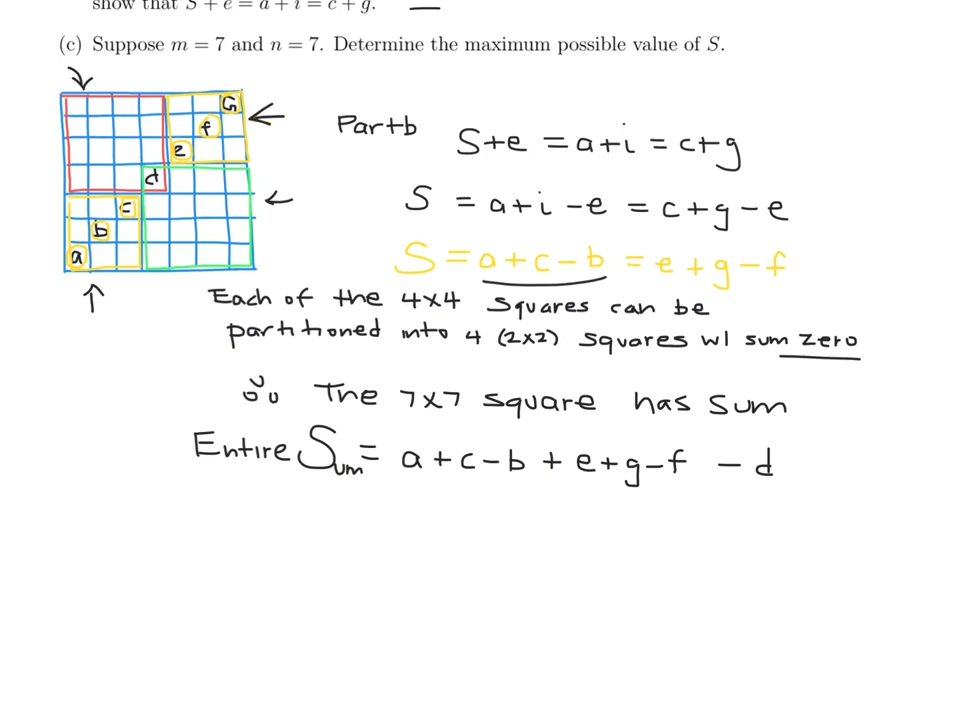 show that S + e = a + i = c + g.
(c) Suppose m = 7 and n = 7. Determine the maximum possible value of S.
G
f
e
d
c
b
a
Part b S+e = a+i = c+g
S = a+i-e = c+g-e
S = a+c-b = e+g-f
Each of the 4x4 squares can be
partitioned into 4 (2x2) squares w/ sum zero
∴ The 7x7 square has sum
Entire Sum = a+c-b + e+g-f - d